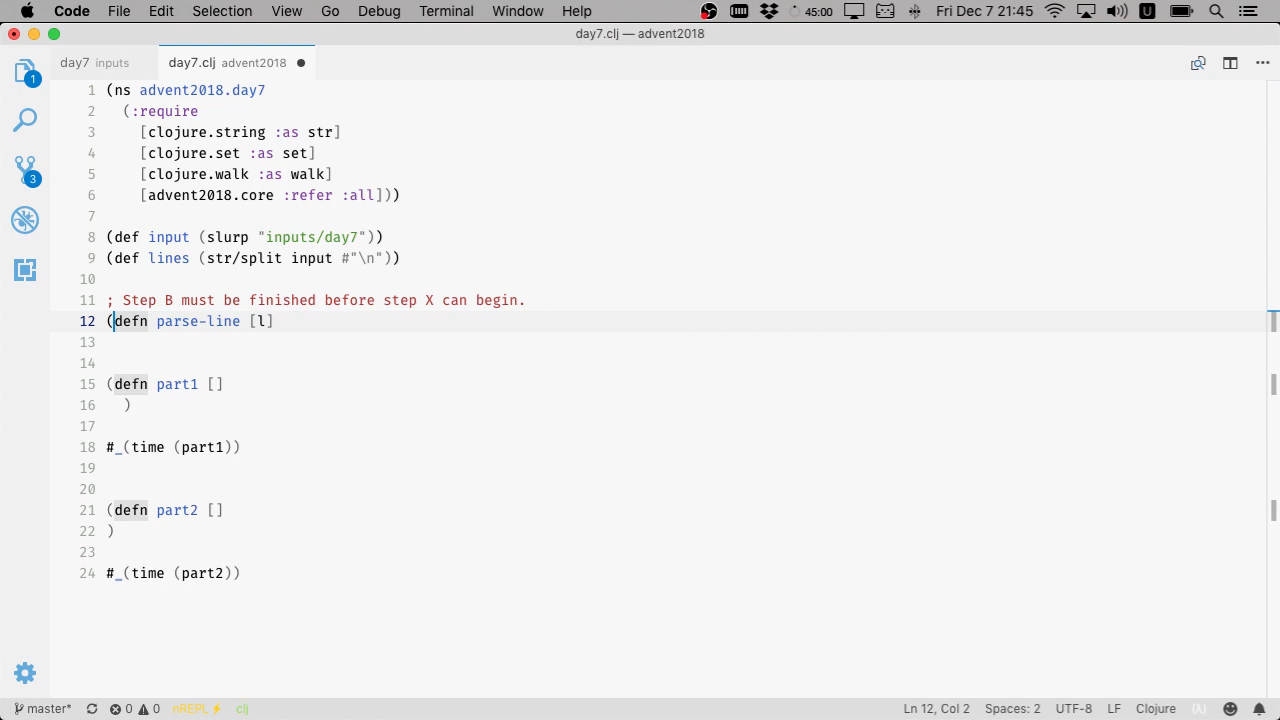 Code File Edit Selection View Go Debug Terminal Window Help 45:00 U Fri Dec 7 21:45
day7.clj — advent2018
day7 inputs day7.clj advent2018
1 (ns advent2018.day7
2 (:require
3 [clojure.string :as str]
4 [clojure.set :as set]
5 [clojure.walk :as walk]
6 [advent2018.core :refer :all]))
7
8 (def input (slurp "inputs/day7"))
9 (def lines (str/split input #"\n"))
10
11 ; Step B must be finished before step X can begin.
12 (defn parse-line [l]
13
14
15 (defn part1 []
16 )
17
18 #_(time (part1))
19
20
21 (defn part2 []
22 )
23
24 #_(time (part2))
1
3
master* 0 0 nREPL⚡ clj Ln 12, Col 2 Spaces: 2 UTF-8 LF Clojure (λ)